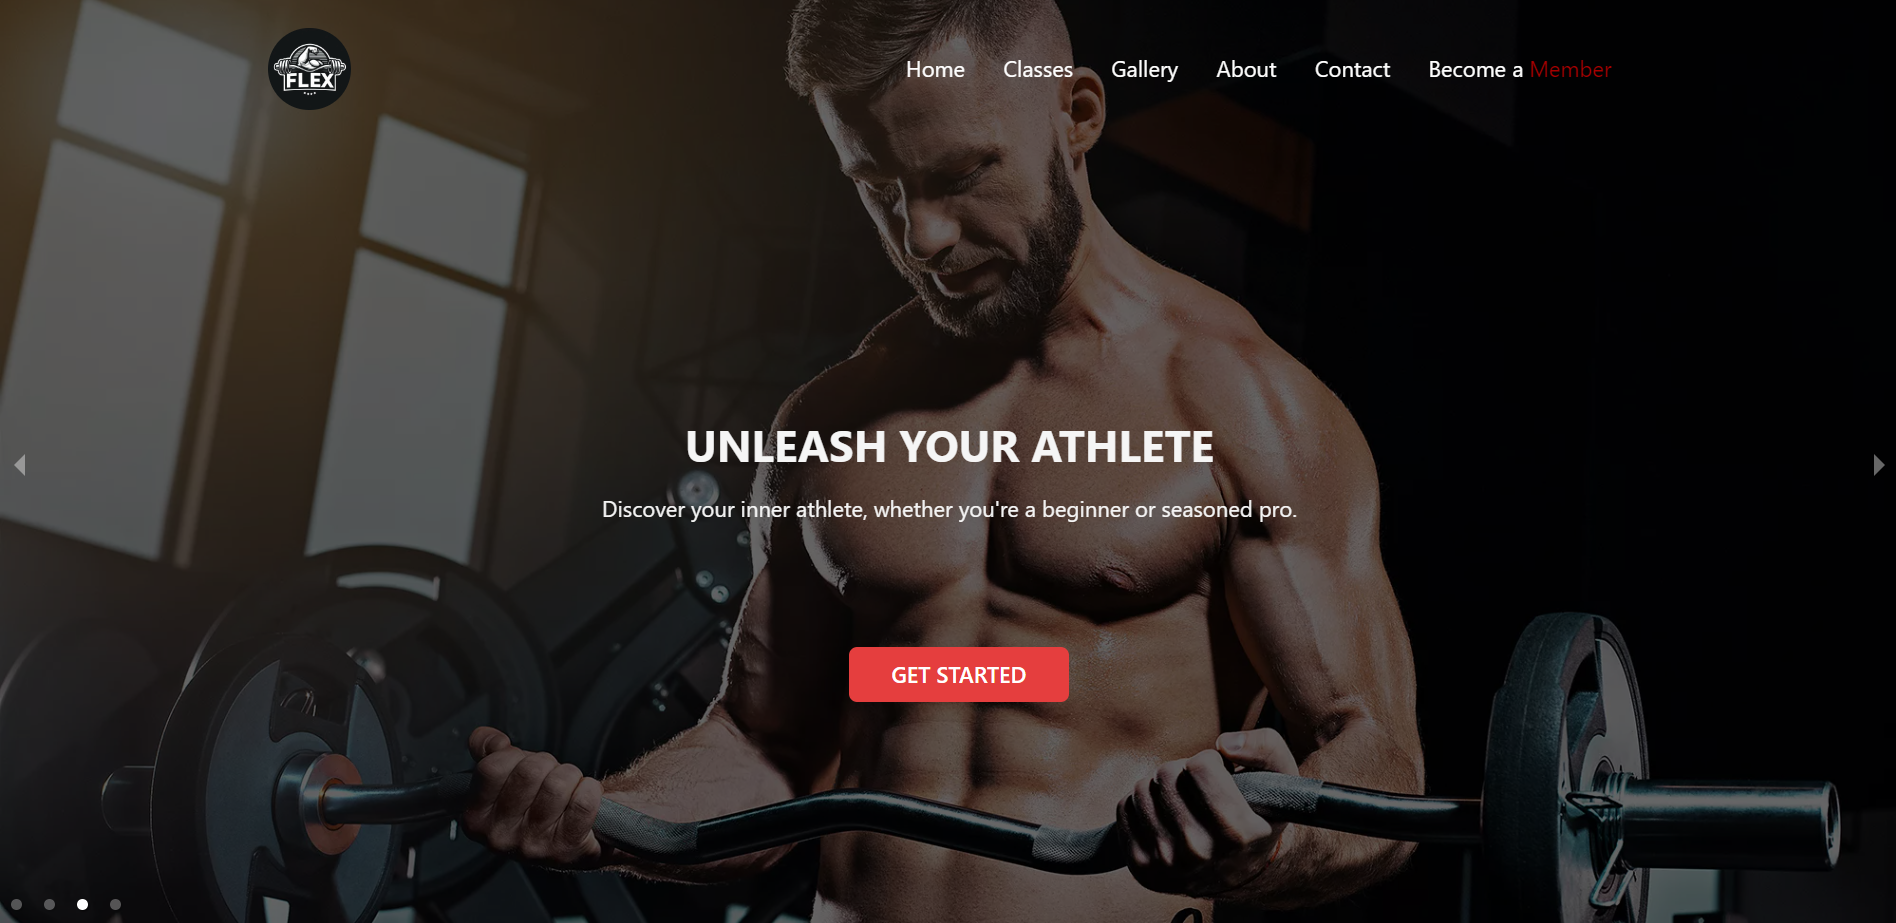 FLEX
Home Classes Gallery About Contact Become a Member
UNLEASH YOUR ATHLETE
Discover your inner athlete, whether you're a beginner or seasoned pro.
GET STARTED